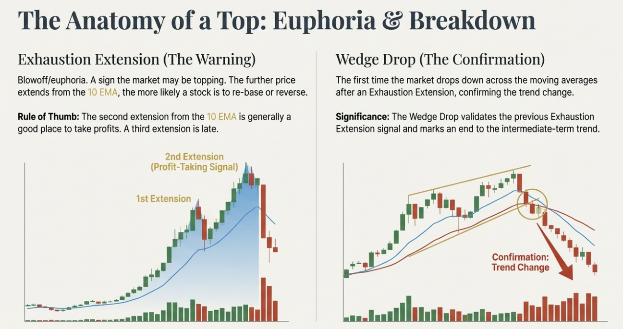 The Anatomy of a Top: Euphoria & Breakdown
Exhaustion Extension (The Warning)
Blowoff/euphoria. A sign the market may be topping. The further price
extends from the 10 EMA, the more likely a stock is to re-base or reverse.
Rule of Thumb: The second extension from the 10 EMA is generally a
good place to take profits. A third extension is late.
2nd Extension
(Profit-Taking Signal)
1st Extension
Wedge Drop (The Confirmation)
The first time the market drops down across the moving averages
after an Exhaustion Extension, confirming the trend change.
Significance: The Wedge Drop validates the previous Exhaustion
Extension signal and marks an end to the intermediate-term trend.
Confirmation:
Trend Change